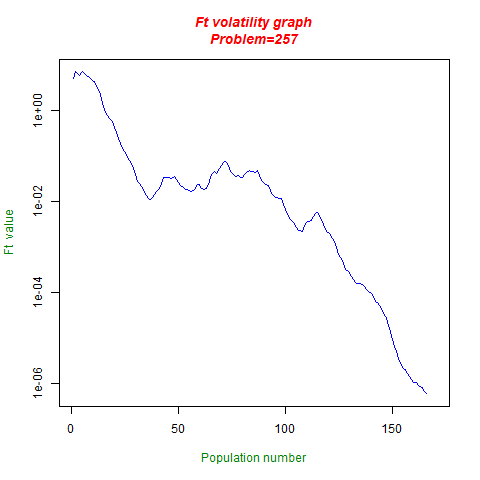 Ft volatility graph
Problem=257
1e+00
1e-02
1e-04
1e-06
Ft value
0 50 100 150
Population number